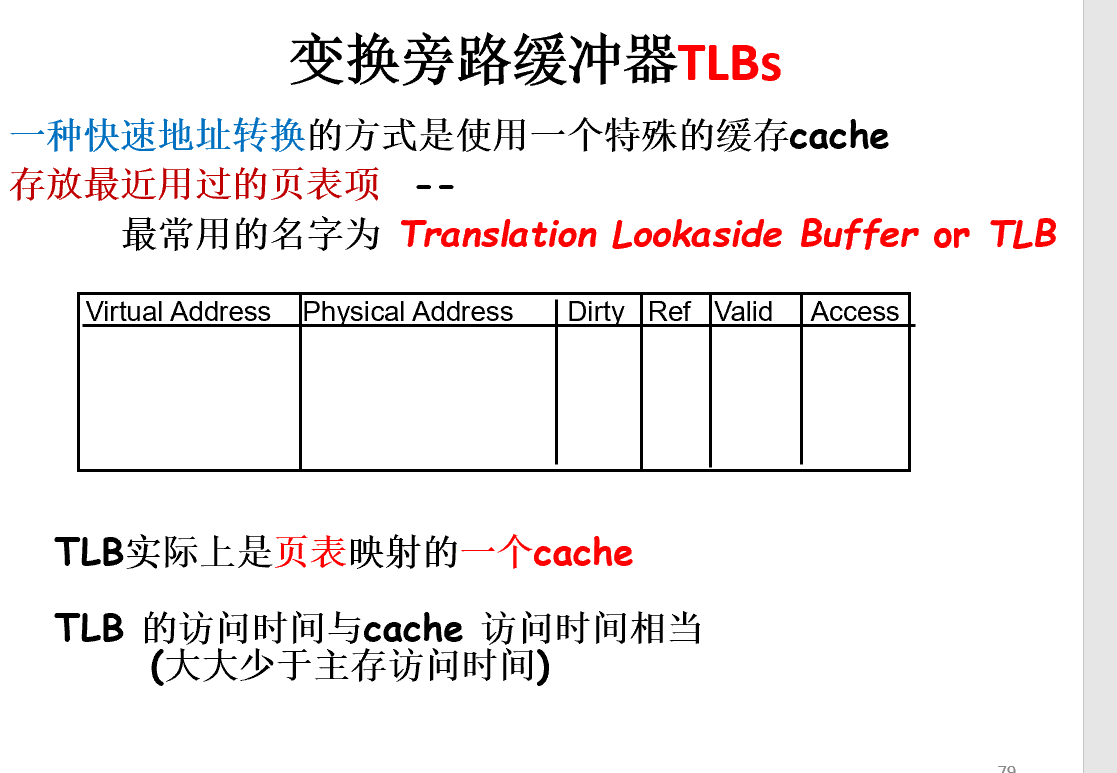 变换旁路缓冲器TLBs
一种快速地址转换的方式是使用一个特殊的缓存cache
存放最近用过的页表项 --
最常用的名字为 Translation Lookaside Buffer or TLB
Virtual Address Physical Address Dirty Ref Valid Access
TLB实际上是页表映射的一个cache
TLB 的访问时间与cache 访问时间相当
(大大少于主存访问时间)
79